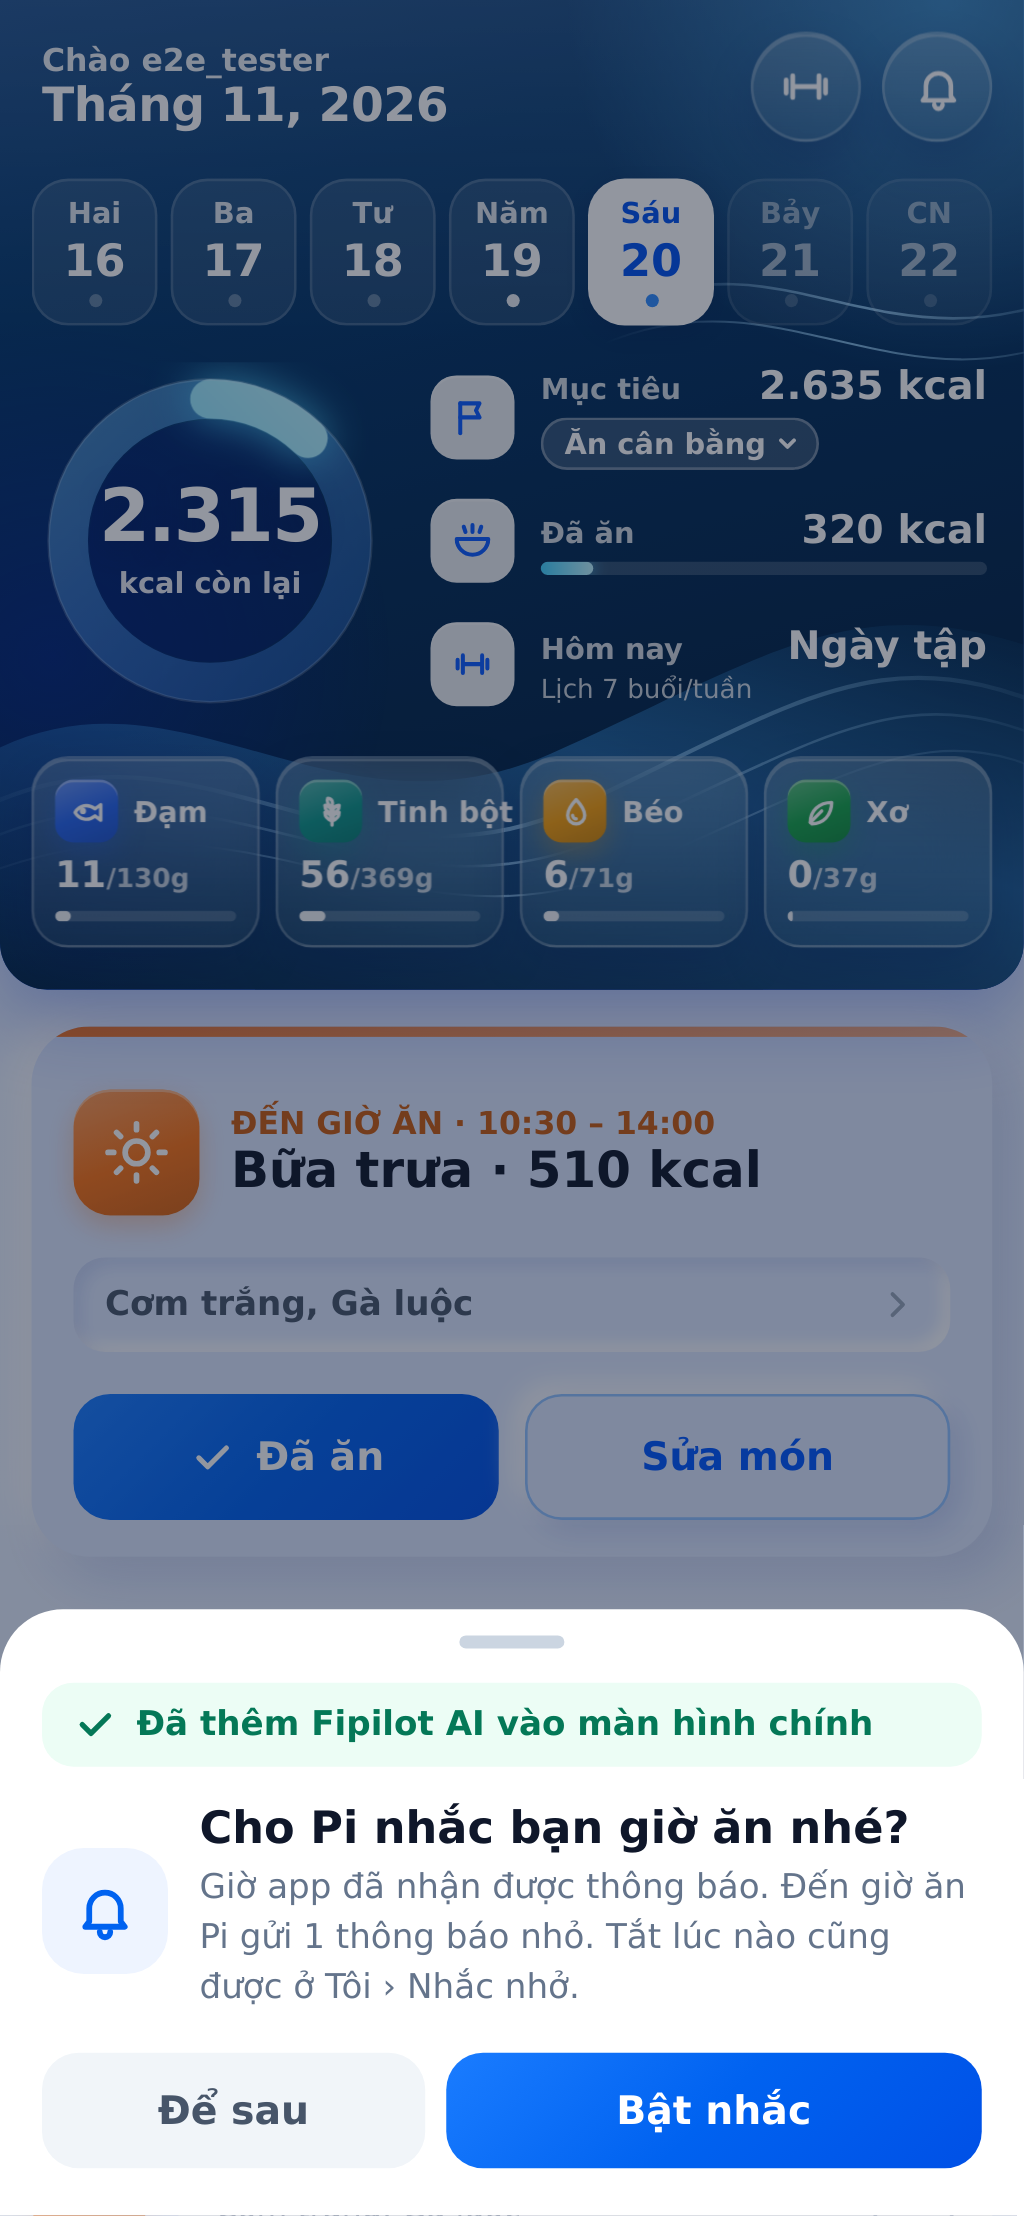 Chào e2e_tester
Tháng 11, 2026
Hai Ba Tư Năm Sáu Bảy CN
16 17 18 19 20 21 22
2.315
kcal còn lại
Mục tiêu 2.635 kcal
Ăn cân bằng
Đã ăn 320 kcal
Hôm nay Ngày tập
Lịch 7 buổi/tuần
Đạm Tinh bột Béo Xơ
11/130g 56/369g 6/71g 0/37g
ĐẾN GIỜ ĂN · 10:30 – 14:00
Bữa trưa · 510 kcal
Cơm trắng, Gà luộc
Đã ăn Sửa món
Đã thêm Fipilot AI vào màn hình chính
Cho Pi nhắc bạn giờ ăn nhé?
Giờ app đã nhận được thông báo. Đến giờ ăn
Pi gửi 1 thông báo nhỏ. Tắt lúc nào cũng
được ở Tôi › Nhắc nhở.
Để sau Bật nhắc